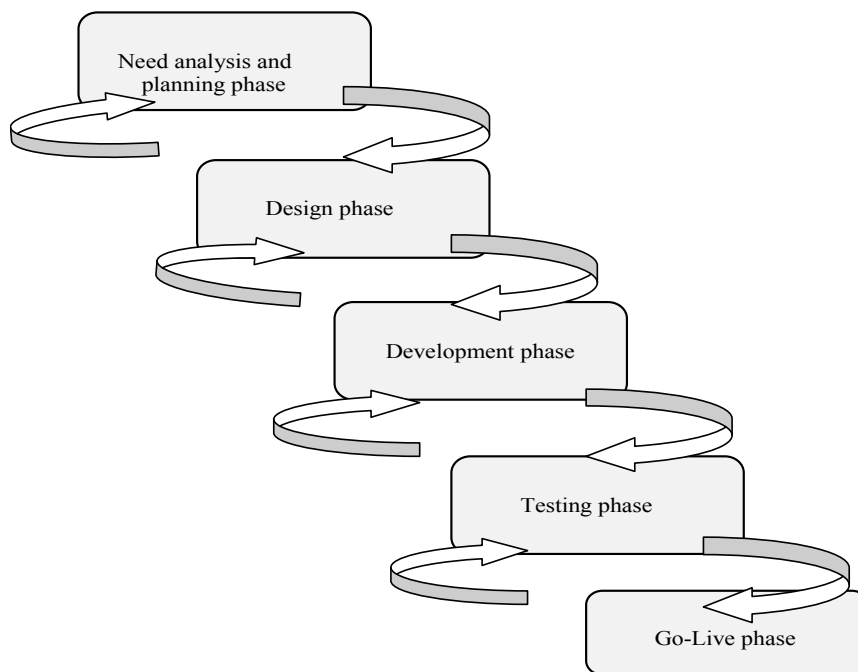 Need analysis and
planning phase
Design phase
Development phase
Testing phase
Go-Live phase